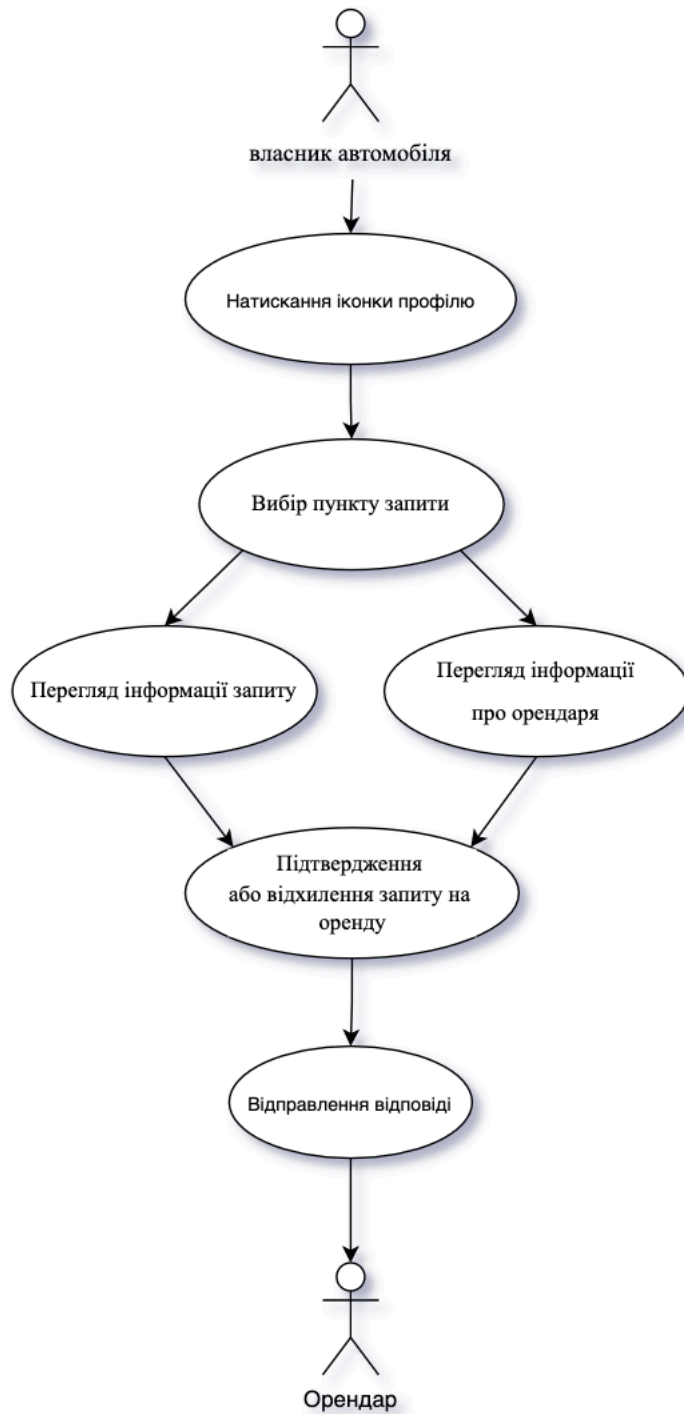 власник автомобіля
Натискання іконки профілю
Вибір пункту запити
Перегляд інформації запиту
Перегляд інформації
про орендаря
Підтвердження
або відхилення запиту на
оренду
Відправлення відповіді
Орендар